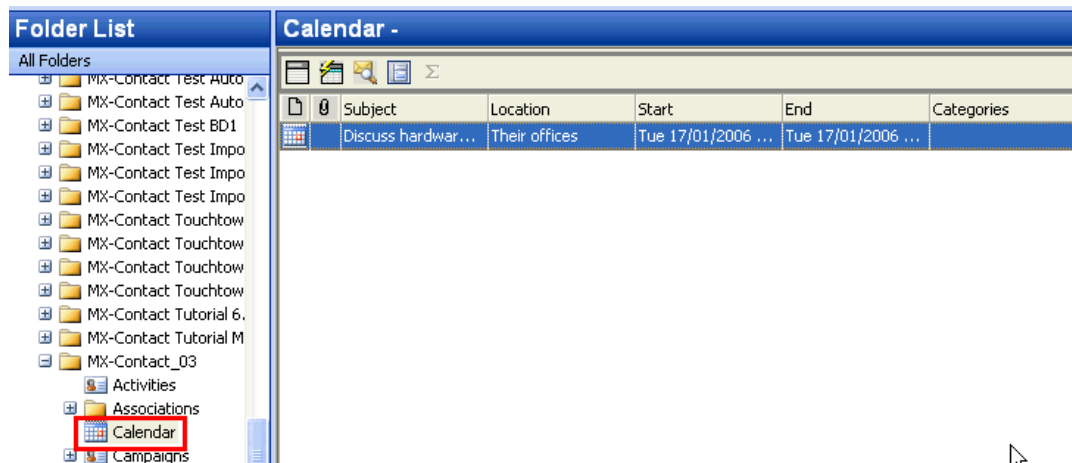 Folder List
All Folders
MX-Contact Test Auto
MX-Contact Test Auto
MX-Contact Test BD1
MX-Contact Test Impo
MX-Contact Test Impo
MX-Contact Test Impo
MX-Contact Touchtow
MX-Contact Touchtow
MX-Contact Touchtow
MX-Contact Touchtow
MX-Contact Tutorial 6.
MX-Contact Tutorial M
MX-Contact_03
Activities
Associations
Calendar
Campaigns
Calendar -
Σ
Subject Location Start End Categories
Discuss hardwar... Their offices Tue 17/01/2006 ... Tue 17/01/2006 ...